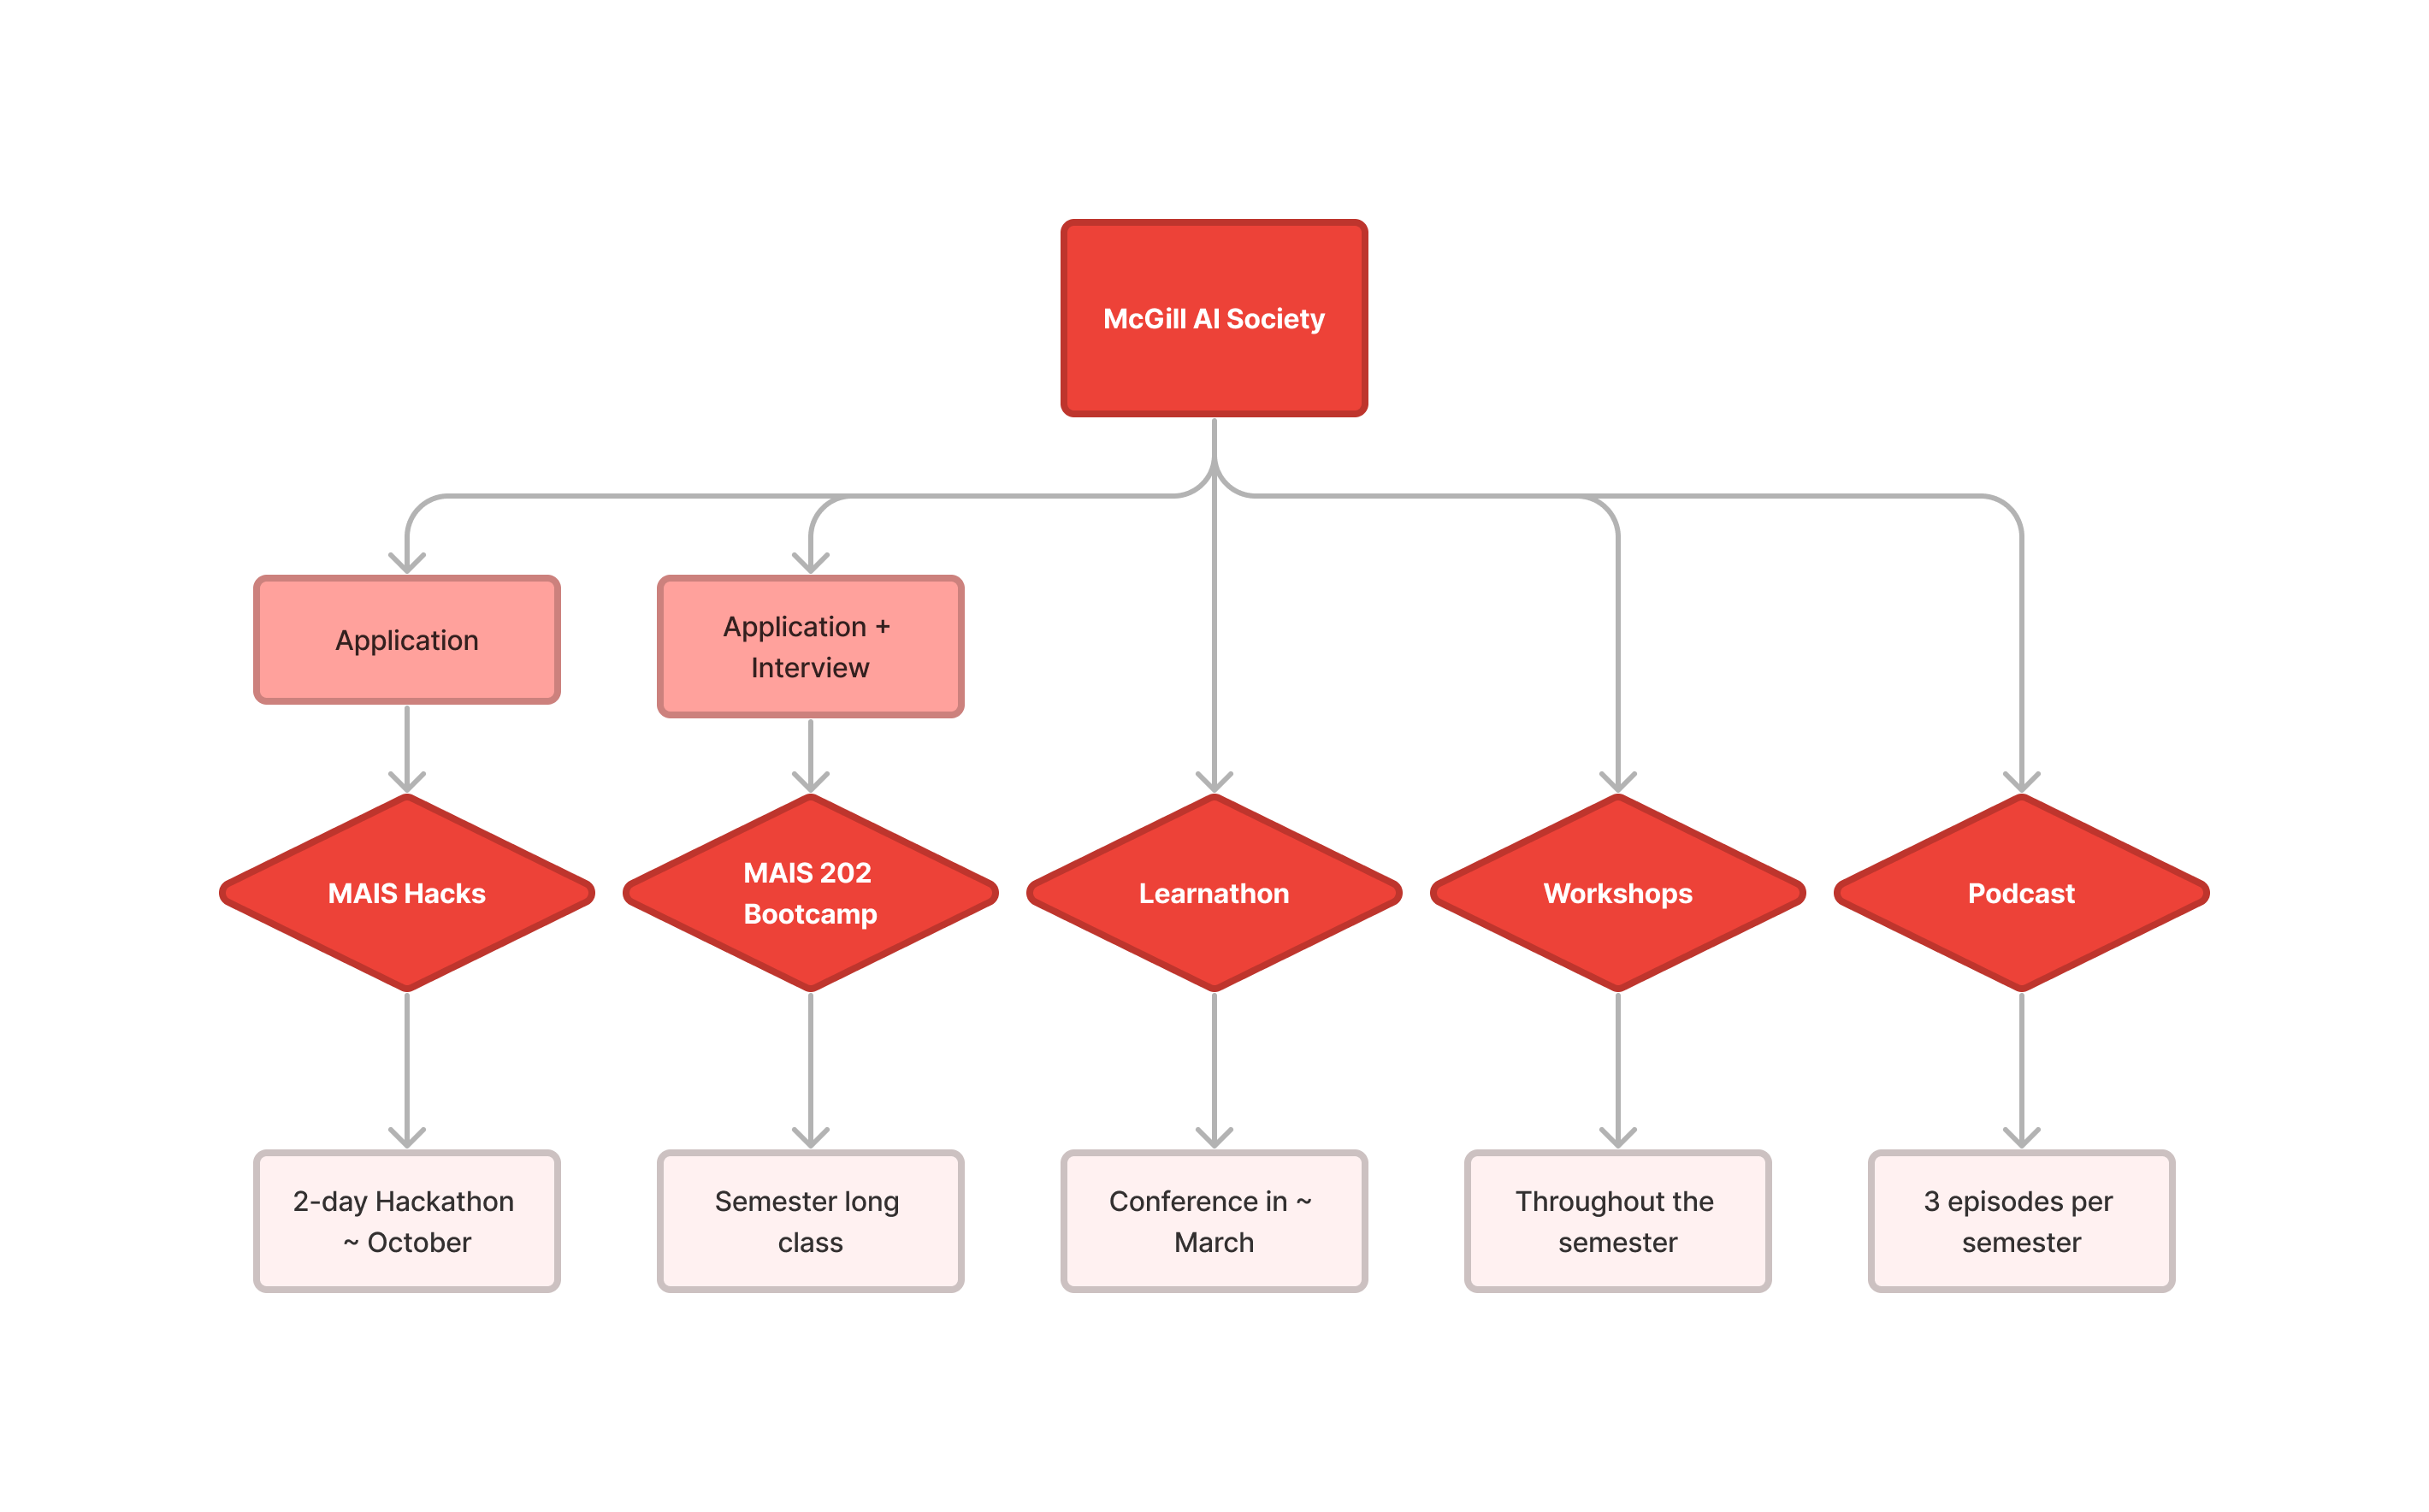 McGill AI Society
Application
Application +
Interview
MAIS Hacks
MAIS 202
Bootcamp
Learnathon
Workshops
Podcast
2-day Hackathon
~ October
Semester long
class
Conference in ~
March
Throughout the
semester
3 episodes per
semester